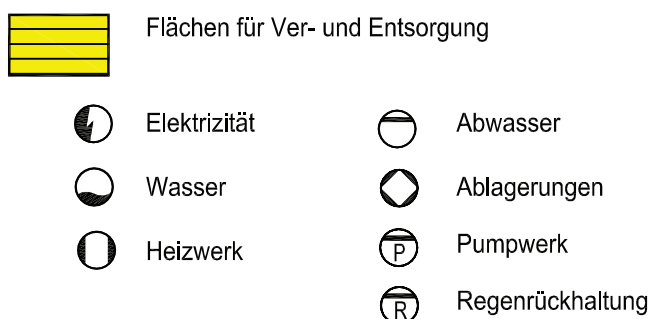 Flächen für Ver- und Entsorgung
Elektrizität
Abwasser
Wasser
Ablagerungen
Heizwerk
P
Pumpwerk
R
Regenrückhaltung